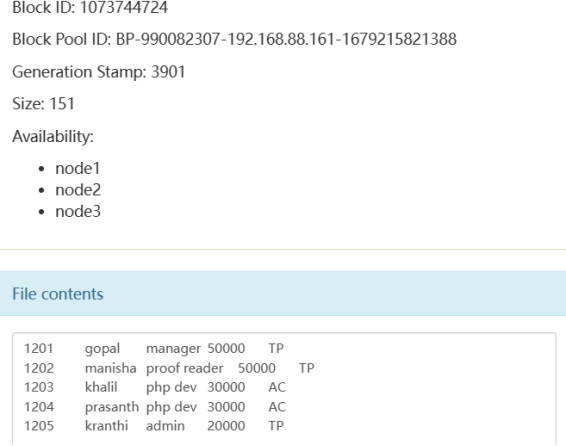 Block ID: 1073744724
Block Pool ID: BP-990082307-192.168.88.161-1679215821388
Generation Stamp: 3901
Size: 151
Availability:
• node1
• node2
• node3
File contents
1201 gopal manager 50000 TP
1202 manisha proof reader 50000 TP
1203 khalil php dev 30000 AC
1204 prasanth php dev 30000 AC
1205 kranthi admin 20000 TP